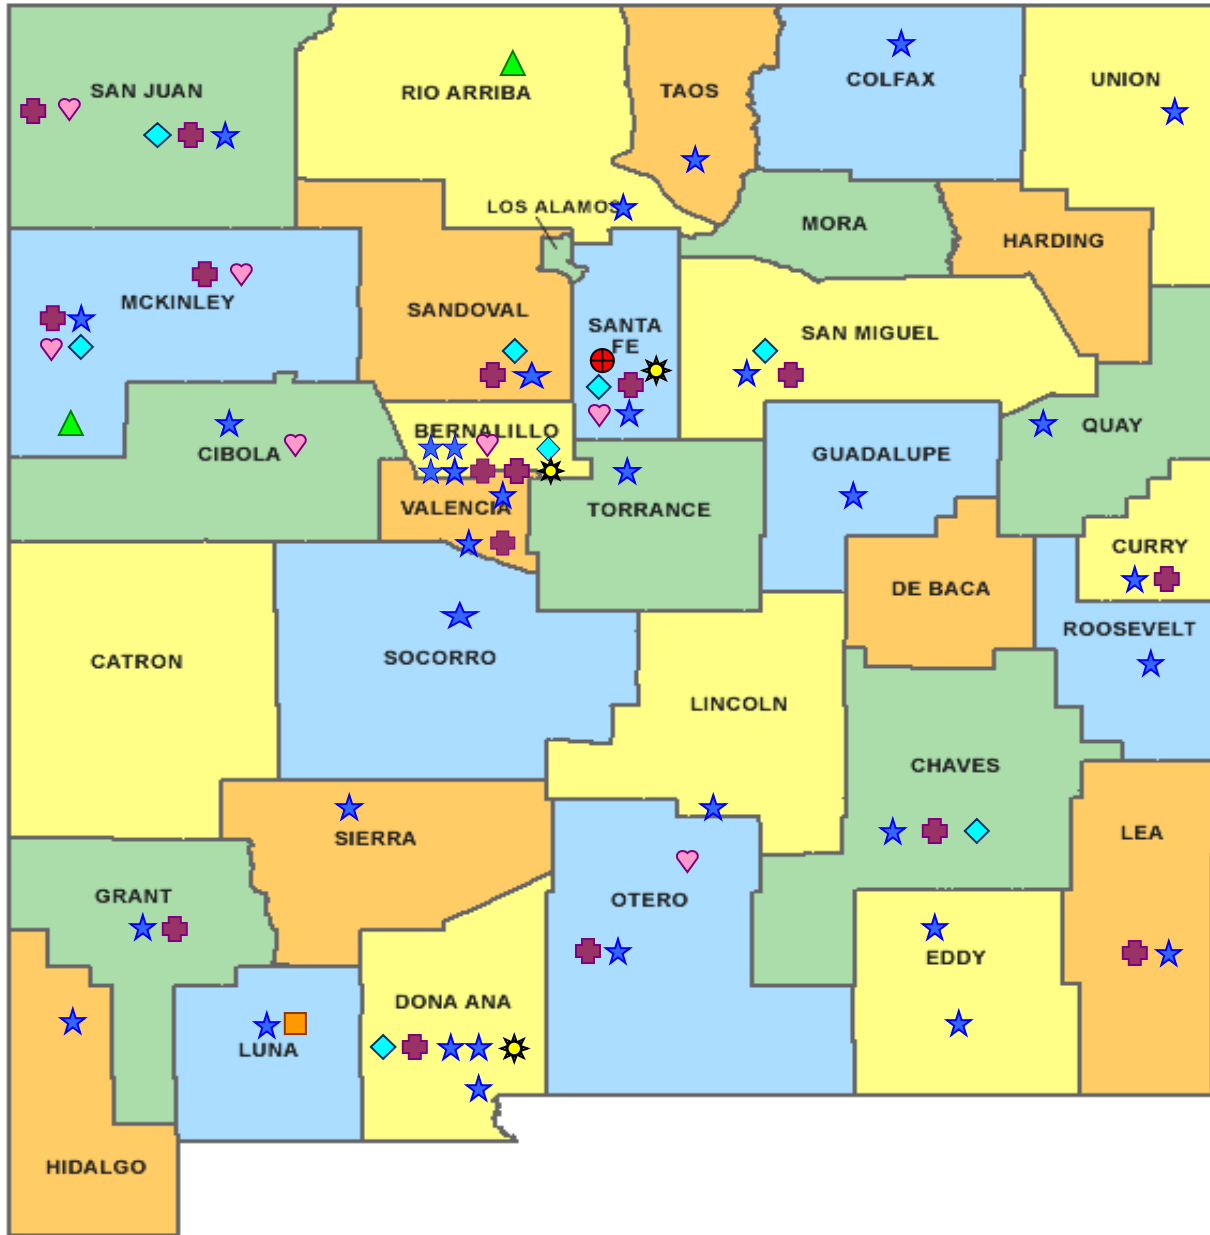 SAN JUAN
RIO ARRIBA
TAOS
COLFAX
UNION
LOS ALAMOS
MORA
HARDING
MCKINLEY
SANDOVAL
SANTA
FE
SAN MIGUEL
QUAY
CIBOLA
BERNALILLO
GUADALUPE
VALENCIA
TORRANCE
CURRY
DE BACA
ROOSEVELT
CATRON
SOCORRO
LINCOLN
CHAVES
LEA
SIERRA
GRANT
OTERO
EDDY
DONA ANA
LUNA
HIDALGO